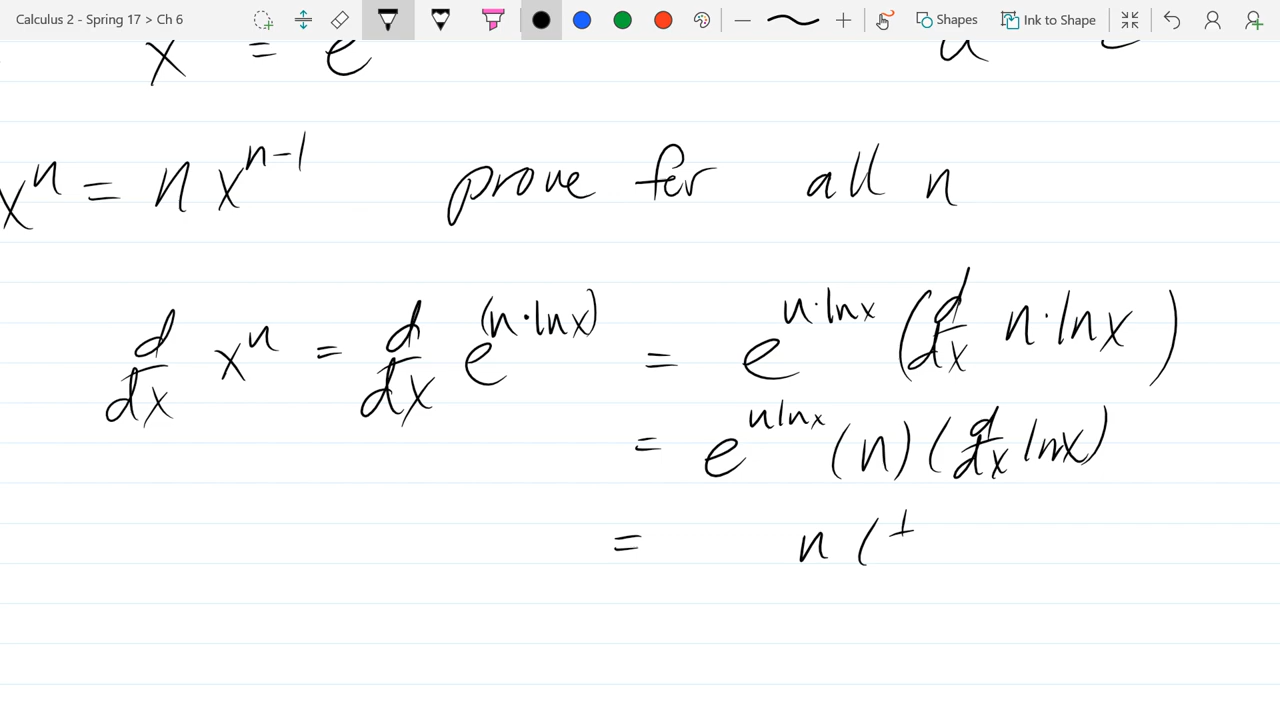 Calculus 2 - Spring 17 > Ch 6
Shapes
Ink to Shape
x = e
x^n = n x^{n-1} prove for all n
d/dx x^n = d/dx e^{(n·lnx)} = e^{n·lnx} (d/dx n·lnx)
= e^{nlnx} (n) (d/dx lnx)
= n (1